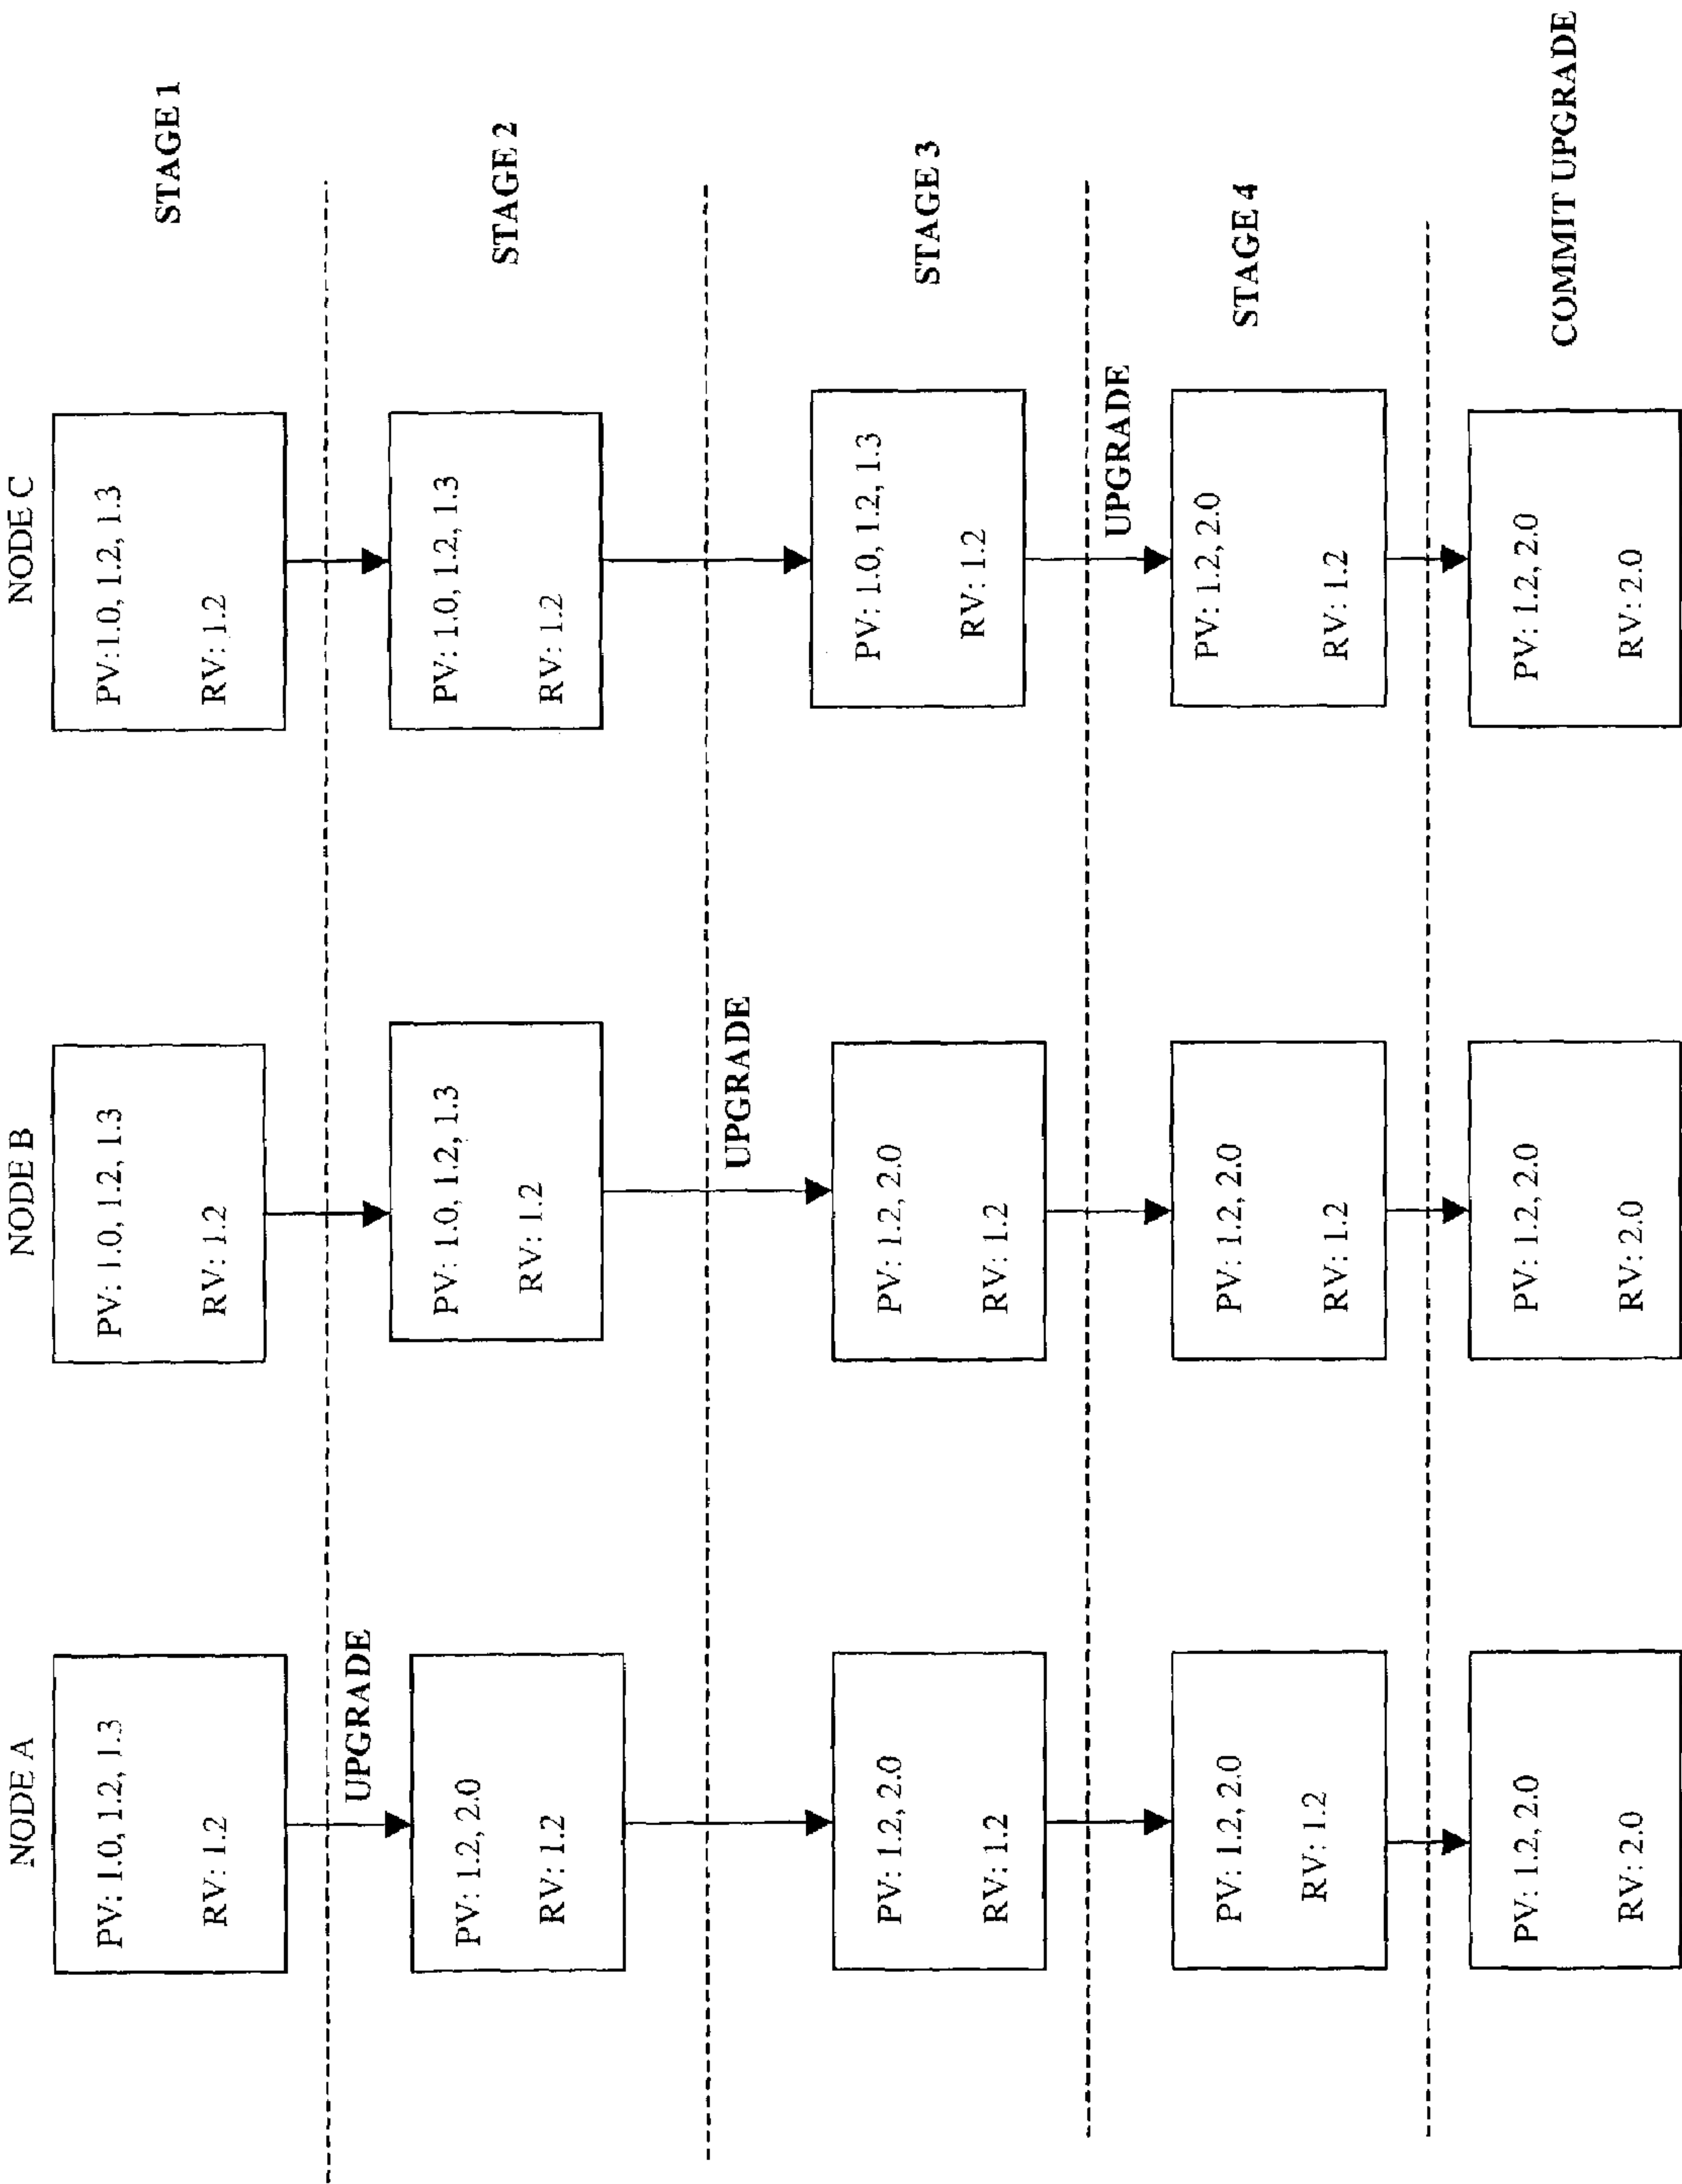 NODE A
NODE B
NODE C
PV: 1.0, 1.2, 1.3
RV: 1.2
PV: 1.0, 1.2, 1.3
RV: 1.2
PV:1.0, 1.2, 1.3
RV: 1.2
STAGE 1
UPGRADE
PV: 1.2, 2.0
RV: 1.2
PV: 1.0, 1.2, 1.3
RV: 1.2
PV: 1.0, 1.2, 1.3
RV: 1.2
STAGE 2
UPGRADE
PV: 1.2, 2.0
RV: 1.2
PV: 1.2, 2.0
RV: 1.2
PV: 1.0, 1.2, 1.3
RV: 1.2
STAGE 3
UPGRADE
PV: 1.2, 2.0
RV: 1.2
PV: 1.2, 2.0
RV: 1.2
PV: 1.2, 2.0
RV: 1.2
STAGE 4
PV: 1.2, 2.0
RV: 2.0
PV: 1.2, 2.0
RV: 2.0
PV: 1.2, 2.0
RV: 2.0
COMMIT UPGRADE